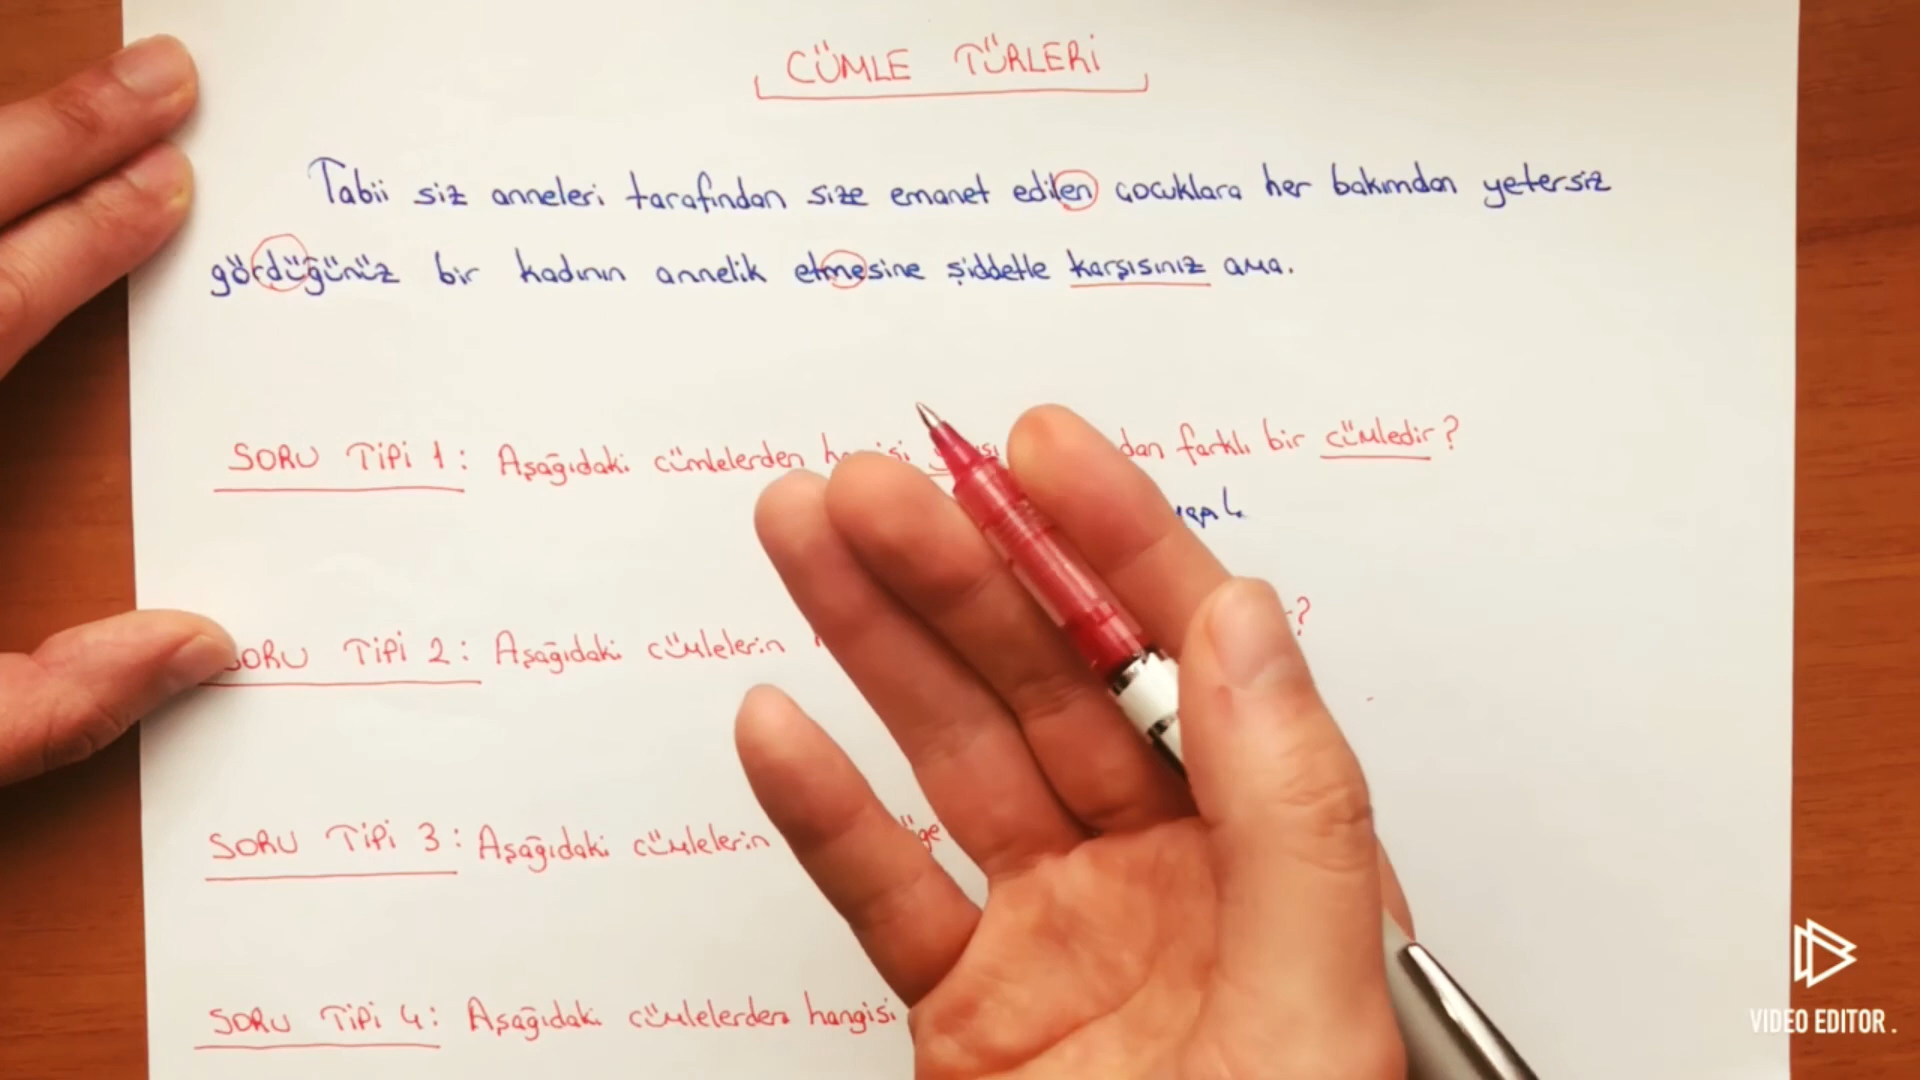 CÜMLE TÜRLERİ
Tabii siz anneleri tarafından size emanet edilen çocuklara her bakımdan yetersiz
gördüğünüz bir kadının annelik etmesine şiddetle karşısınız ama.
SORU TİPİ 1: Aşağıdaki cümlelerden farklı bir cümledir?
SORU TİPİ 2: Aşağıdaki cümlelerin
SORU TİPİ 3: Aşağıdaki cümlelerin
SORU TİPİ 4: Aşağıdaki cümlelerden hangisi
VIDEO EDITOR.